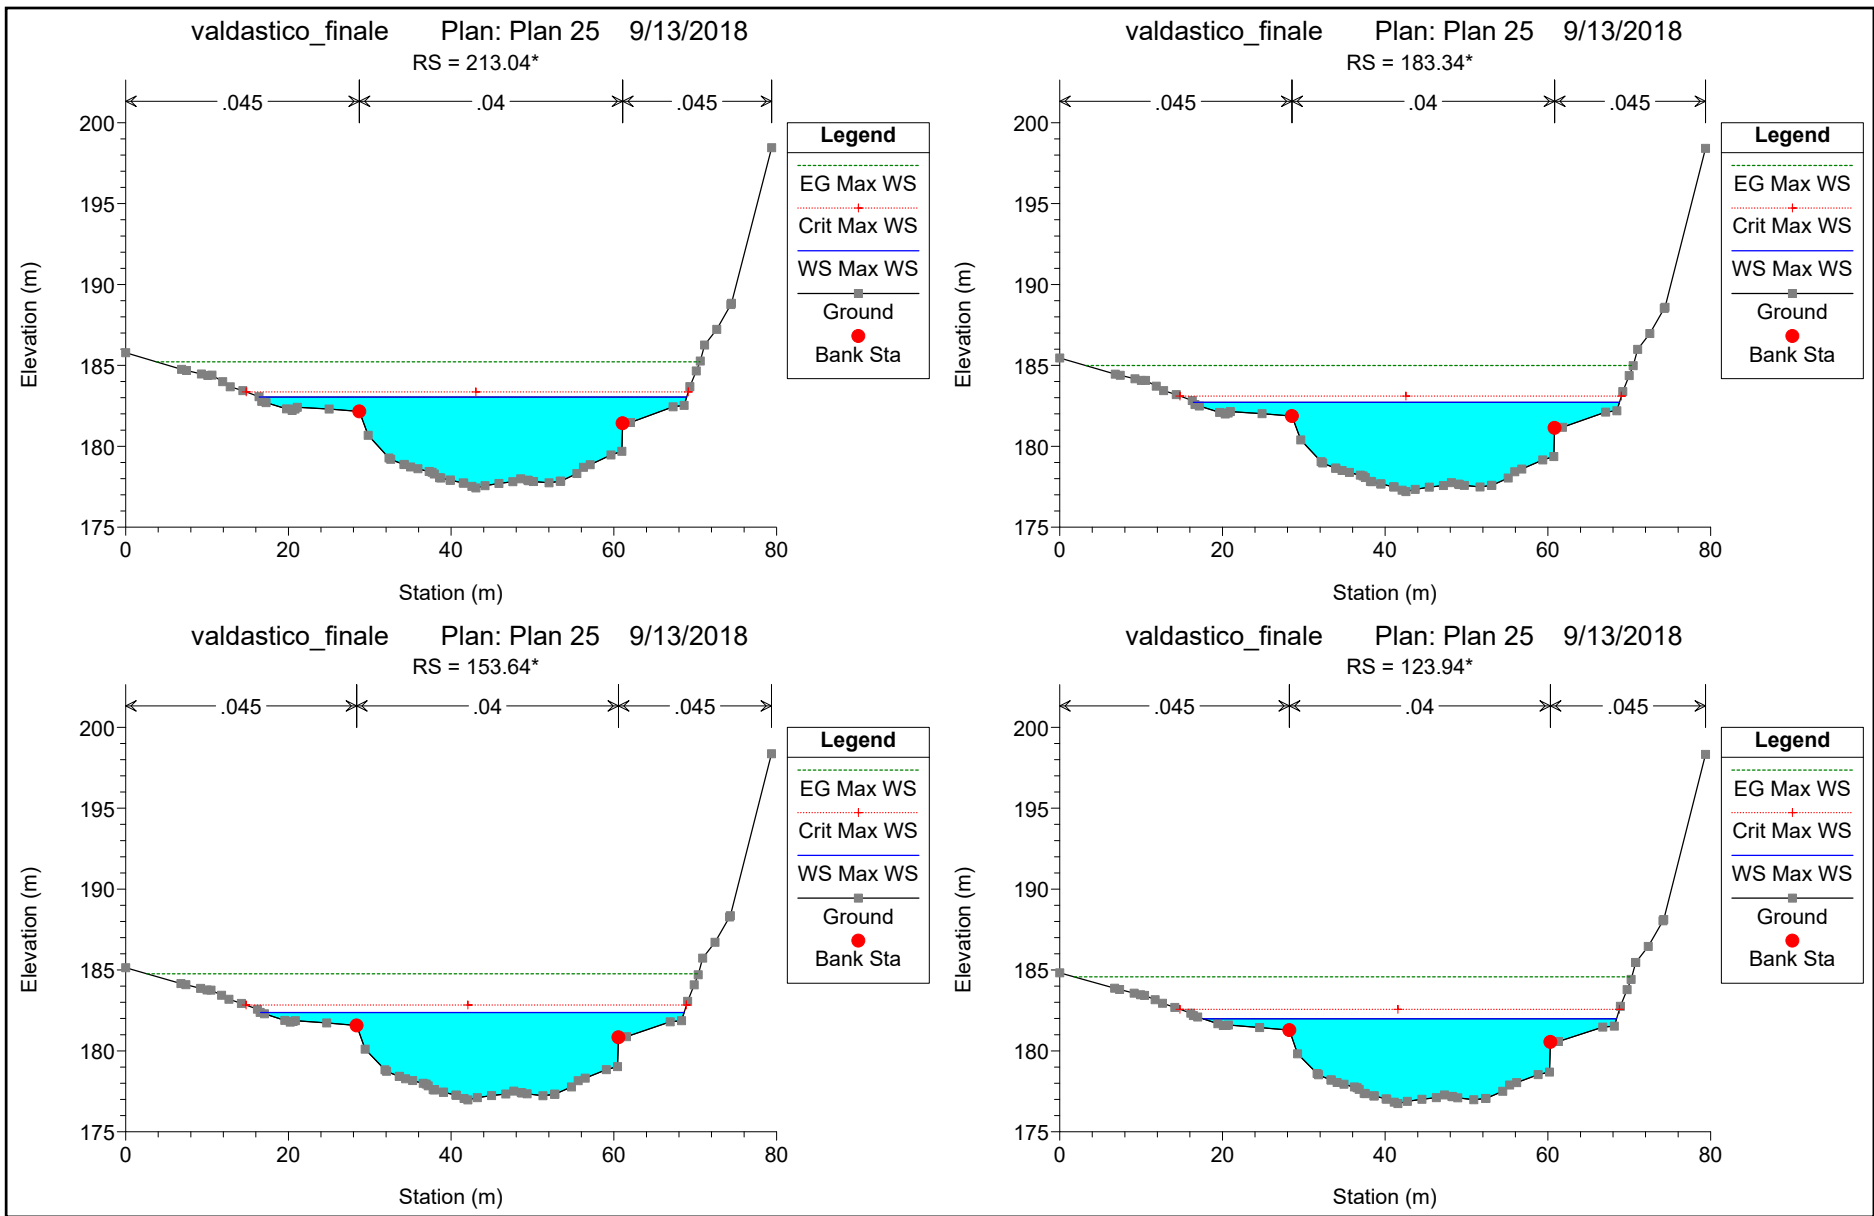 valdastico_finale Plan: Plan 25 9/13/2018
RS = 213.04*
.045 .04 .045
200
195
190
185
180
175
0 20 40 60 80
Elevation (m)
Station (m)
Legend
EG Max WS
Crit Max WS
WS Max WS
Ground
Bank Sta
valdastico_finale Plan: Plan 25 9/13/2018
RS = 183.34*
.045 .04 .045
200
195
190
185
180
175
0 20 40 60 80
Elevation (m)
Station (m)
Legend
EG Max WS
Crit Max WS
WS Max WS
Ground
Bank Sta
valdastico_finale Plan: Plan 25 9/13/2018
RS = 153.64*
.045 .04 .045
200
195
190
185
180
175
0 20 40 60 80
Elevation (m)
Station (m)
Legend
EG Max WS
Crit Max WS
WS Max WS
Ground
Bank Sta
valdastico_finale Plan: Plan 25 9/13/2018
RS = 123.94*
.045 .04 .045
200
195
190
185
180
175
0 20 40 60 80
Elevation (m)
Station (m)
Legend
EG Max WS
Crit Max WS
WS Max WS
Ground
Bank Sta